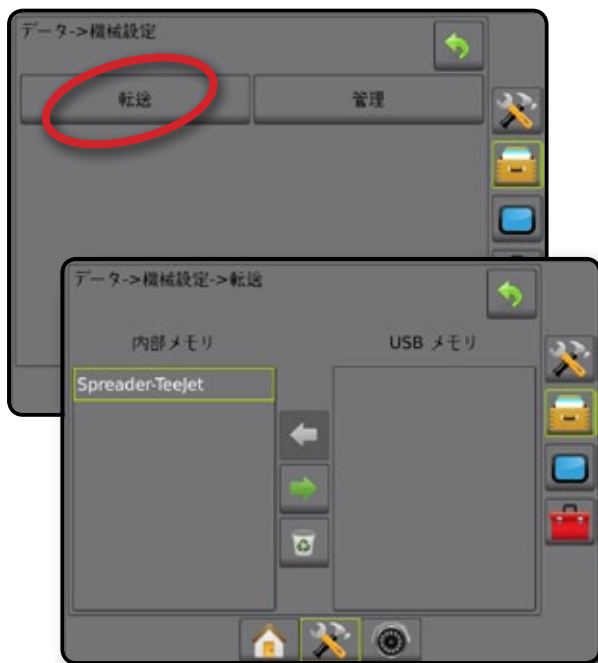 データ->機械設定
転送 管理
データ->機械設定->転送
内部メモリ USB メモリ
Spreader-TeeJet